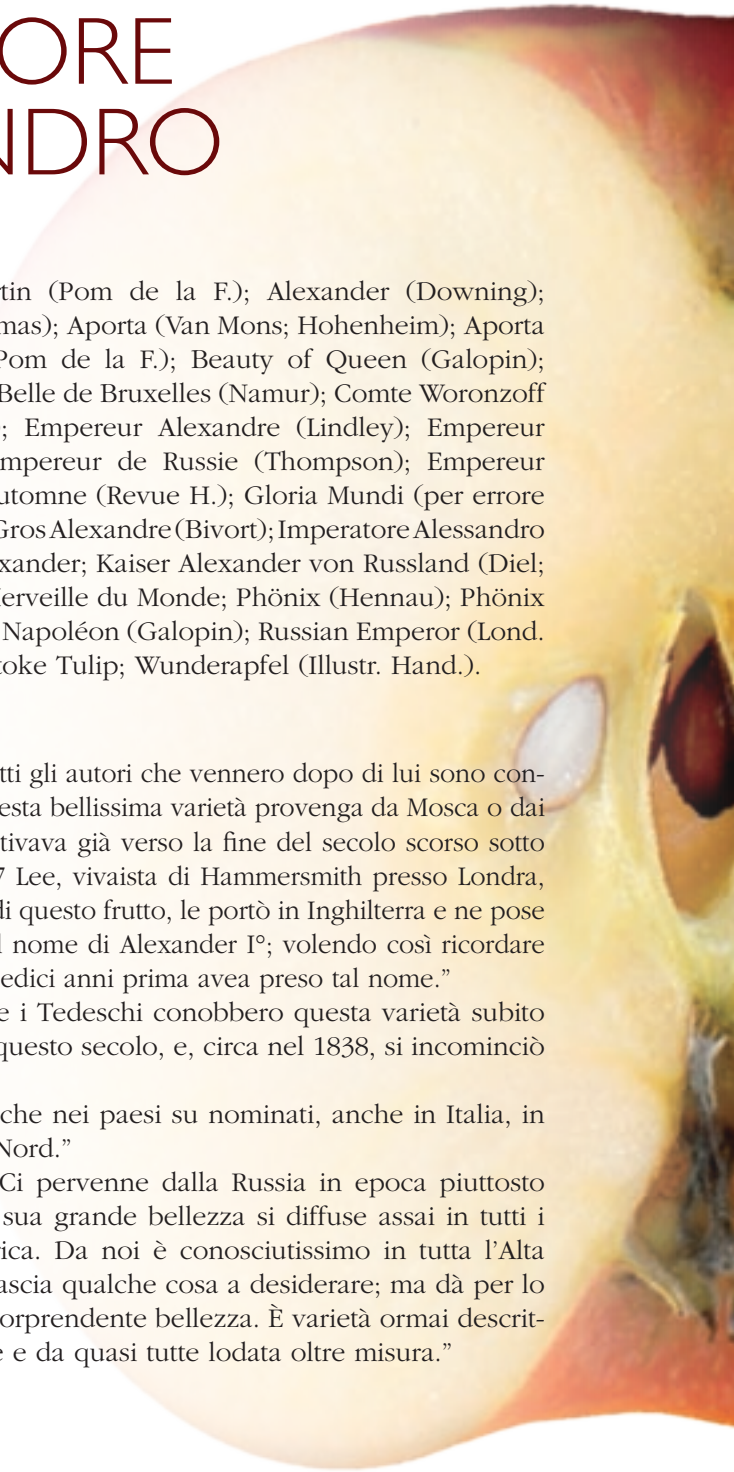 ORE
NDRO
tin (Pom de la F.); Alexander (Downing);
mas); Aporta (Van Mons; Hohenheim); Aporta
Pom de la F.); Beauty of Queen (Galopin);
Belle de Bruxelles (Namur); Comte Woronzoff
; Empereur Alexandre (Lindley); Empereur
mpereur de Russie (Thompson); Empereur
utomne (Revue H.); Gloria Mundi (per errore
Gros Alexandre (Bivort); Imperatore Alessandro
xander; Kaiser Alexander von Russland (Diel;
erveille du Monde; Phönix (Hennau); Phönix
Napoléon (Galopin); Russian Emperor (Lond.
toke Tulip; Wunderapfel (Illustr. Hand.).
tti gli autori che vennero dopo di lui sono con-
esta bellissima varietà provenga da Mosca o dai
tivava già verso la fine del secolo scorso sotto
7 Lee, vivaista di Hammersmith presso Londra,
di questo frutto, le portò in Inghilterra e ne pose
l nome di Alexander I°; volendo così ricordare
edici anni prima avea preso tal nome.”
e i Tedeschi conobbero questa varietà subito
questo secolo, e, circa nel 1838, si incominciò
che nei paesi su nominati, anche in Italia, in
Nord.”
Ci pervenne dalla Russia in epoca piuttosto
sua grande bellezza si diffuse assai in tutti i
rica. Da noi è conosciutissimo in tutta l’Alta
ascia qualche cosa a desiderare; ma dà per lo
orprendente bellezza. È varietà ormai descrit-
e e da quasi tutte lodata oltre misura.”